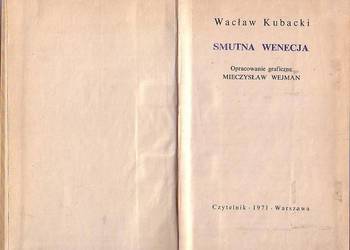 Wacław Kubacki
SMUTNA WENECJA
Opracowanie graficzne
MIECZYSŁAW WEJMAN
Czytelnik · 1971 · Warszawa